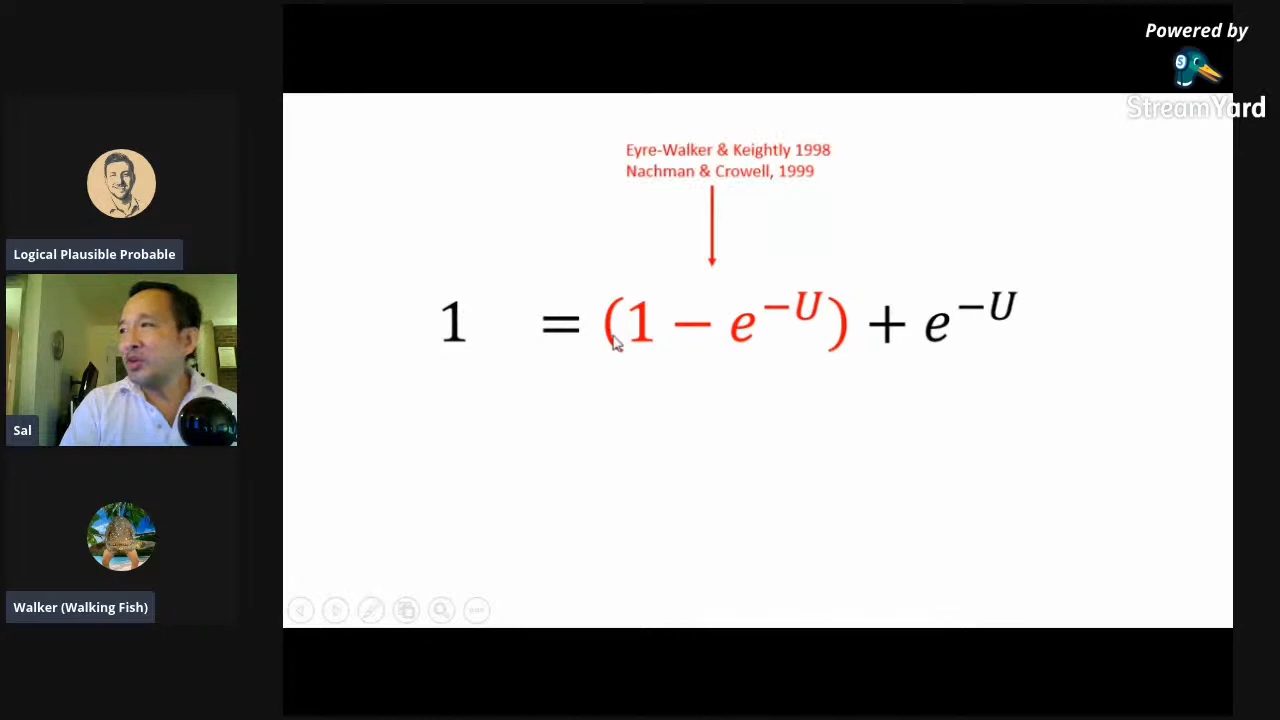 Powered by
StreamYard
Eyre-Walker & Keightly 1998
Nachman & Crowell, 1999
1 = (1 − e^{−U}) + e^{−U}
Logical Plausible Probable
Sal
Walker (Walking Fish)